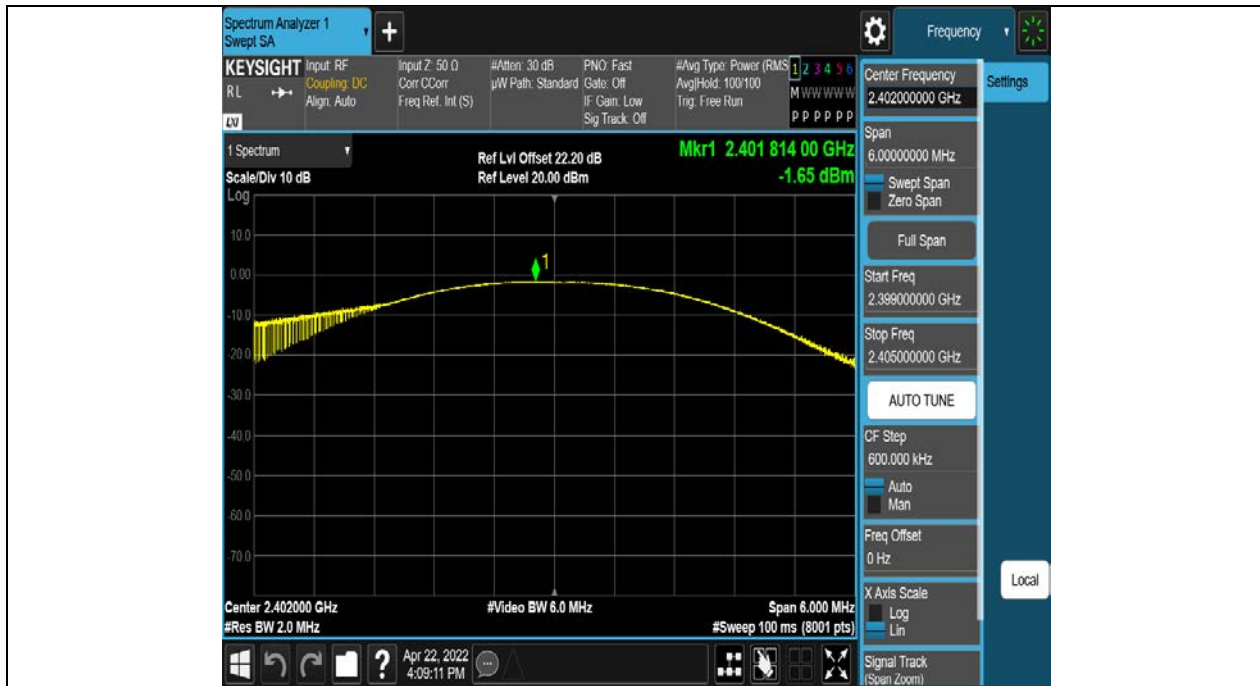 Spectrum Analyzer 1
Swept SA
+
Frequency
KEYSIGHT
RL
LXI
Input: RF
Coupling: DC
Align: Auto
Input Z: 50 Ω
Corr CCorr
Freq Ref: Int (S)
#Atten: 30 dB
µW Path: Standard
PNO: Fast
Gate: Off
IF Gain: Low
Sig Track: Off
#Avg Type: Power (RMS
Avg|Hold: 100/100
Trig: Free Run
1 2 3 4 5 6
M W W W W W
P P P P P P
1 Spectrum
Scale/Div 10 dB
Log
Ref Lvl Offset 22.20 dB
Ref Level 20.00 dBm
Mkr1 2.401 814 00 GHz
-1.65 dBm
10.0
0.00
-10.0
-20.0
-30.0
-40.0
-50.0
-60.0
-70.0
1
Center 2.402000 GHz
#Res BW 2.0 MHz
#Video BW 6.0 MHz
Span 6.000 MHz
#Sweep 100 ms (8001 pts)
Center Frequency
2.402000000 GHz
Settings
Span
6.00000000 MHz
Swept Span
Zero Span
Full Span
Start Freq
2.399000000 GHz
Stop Freq
2.405000000 GHz
AUTO TUNE
CF Step
600.000 kHz
Auto
Man
Freq Offset
0 Hz
X Axis Scale
Log
Lin
Local
Signal Track
(Span Zoom)
?
Apr 22, 2022
4:09:11 PM